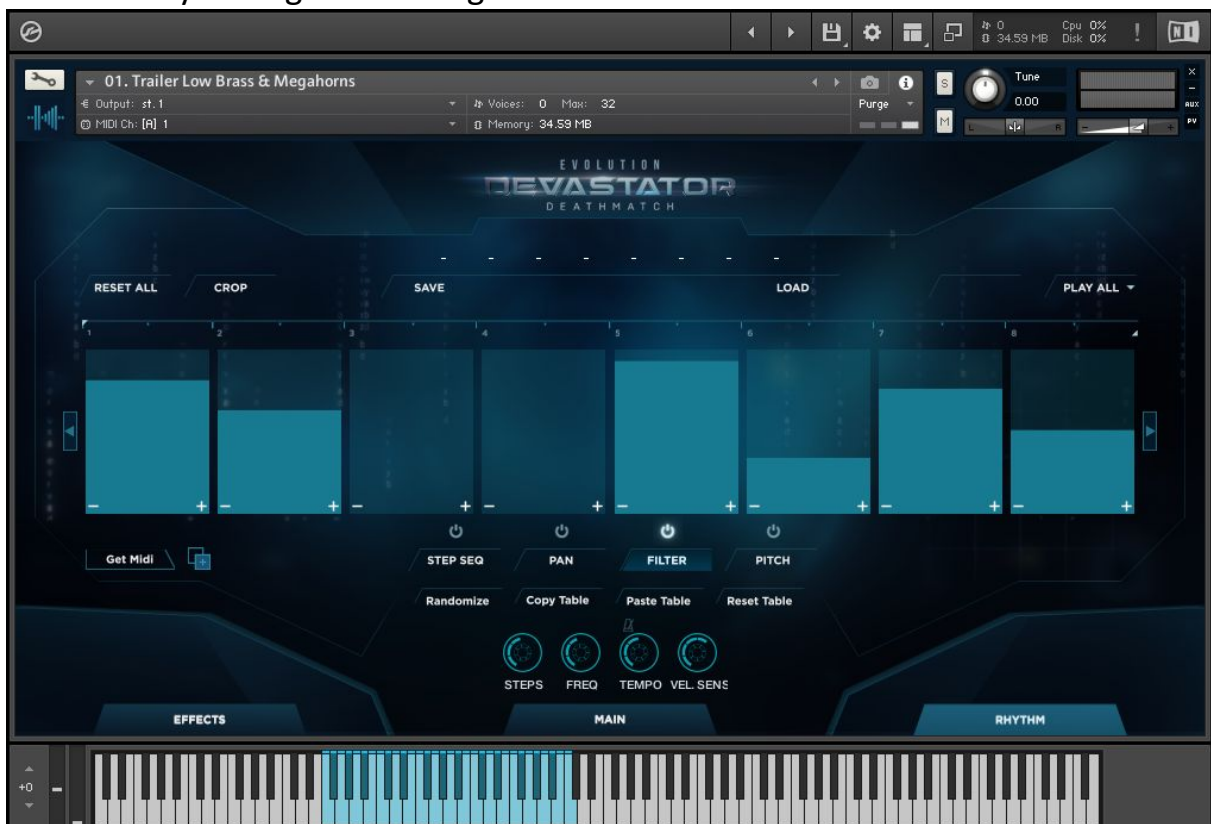 0 Cpu 0%
34.59 MB Disk 0% !
NI
01. Trailer Low Brass & Megahorns
Output: st.1 Voices: 0 Max: 32 Purge
MIDI Ch: [A] 1 Memory: 34.59 MB
S Tune
0.00
M L R - +
× - AUX PV
EVOLUTION
DEVASTATOR
DEATHMATCH
- - - - - - - -
RESET ALL CROP SAVE LOAD PLAY ALL
1 2 3 4 5 6 7 8
- + - + - + - + - + - + - + - +
Get Midi STEP SEQ PAN FILTER PITCH
Randomize Copy Table Paste Table Reset Table
STEPS FREQ TEMPO VEL. SENS
EFFECTS MAIN RHYTHM
+0